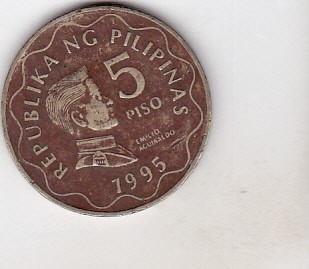 REPUBLIKA NG PILIPINAS
5
PISO
EMILIO
AGUINALDO
1995